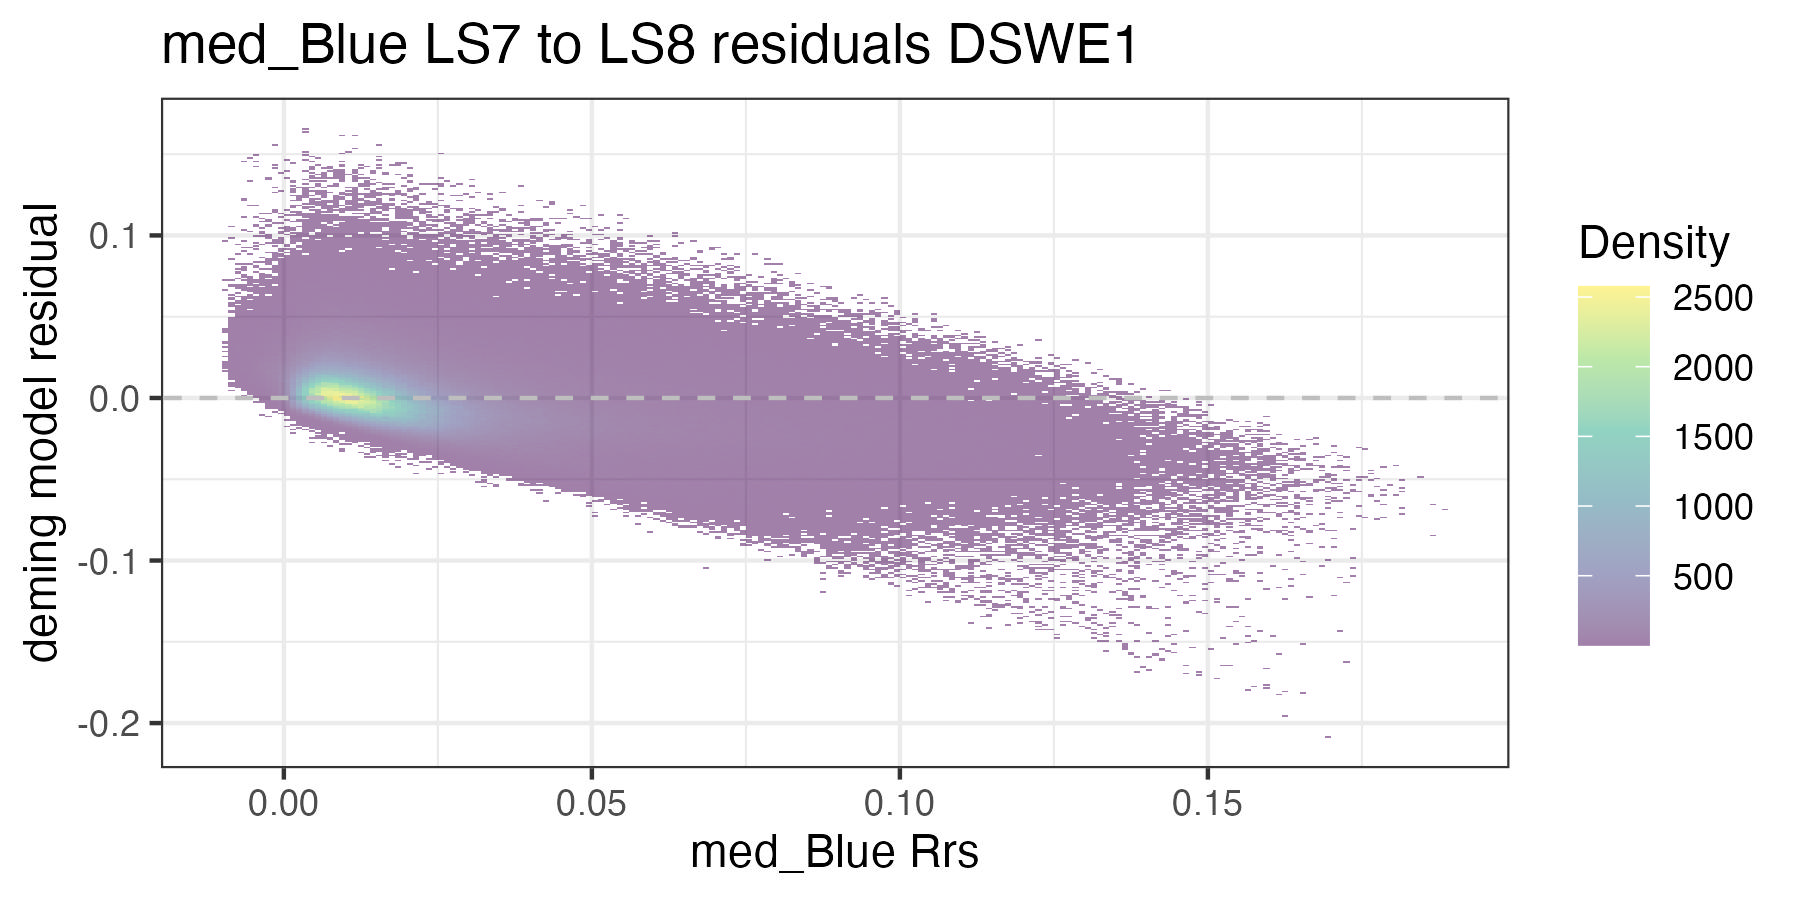 med_Blue LS7 to LS8 residuals DSWE1
deming model residual
0.1
0.0
-0.1
-0.2
0.00 0.05 0.10 0.15
med_Blue Rrs
Density
2500
2000
1500
1000
500